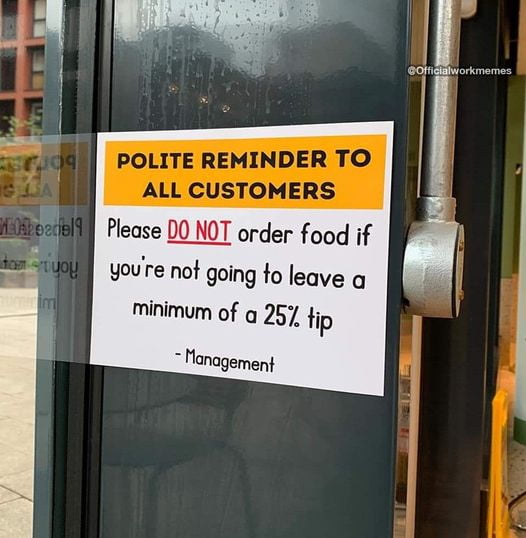 @Officialworkmemes
POLITE REMINDER TO
ALL CUSTOMERS
Please DO NOT order food if
you're not going to leave a
minimum of a 25% tip
- Management